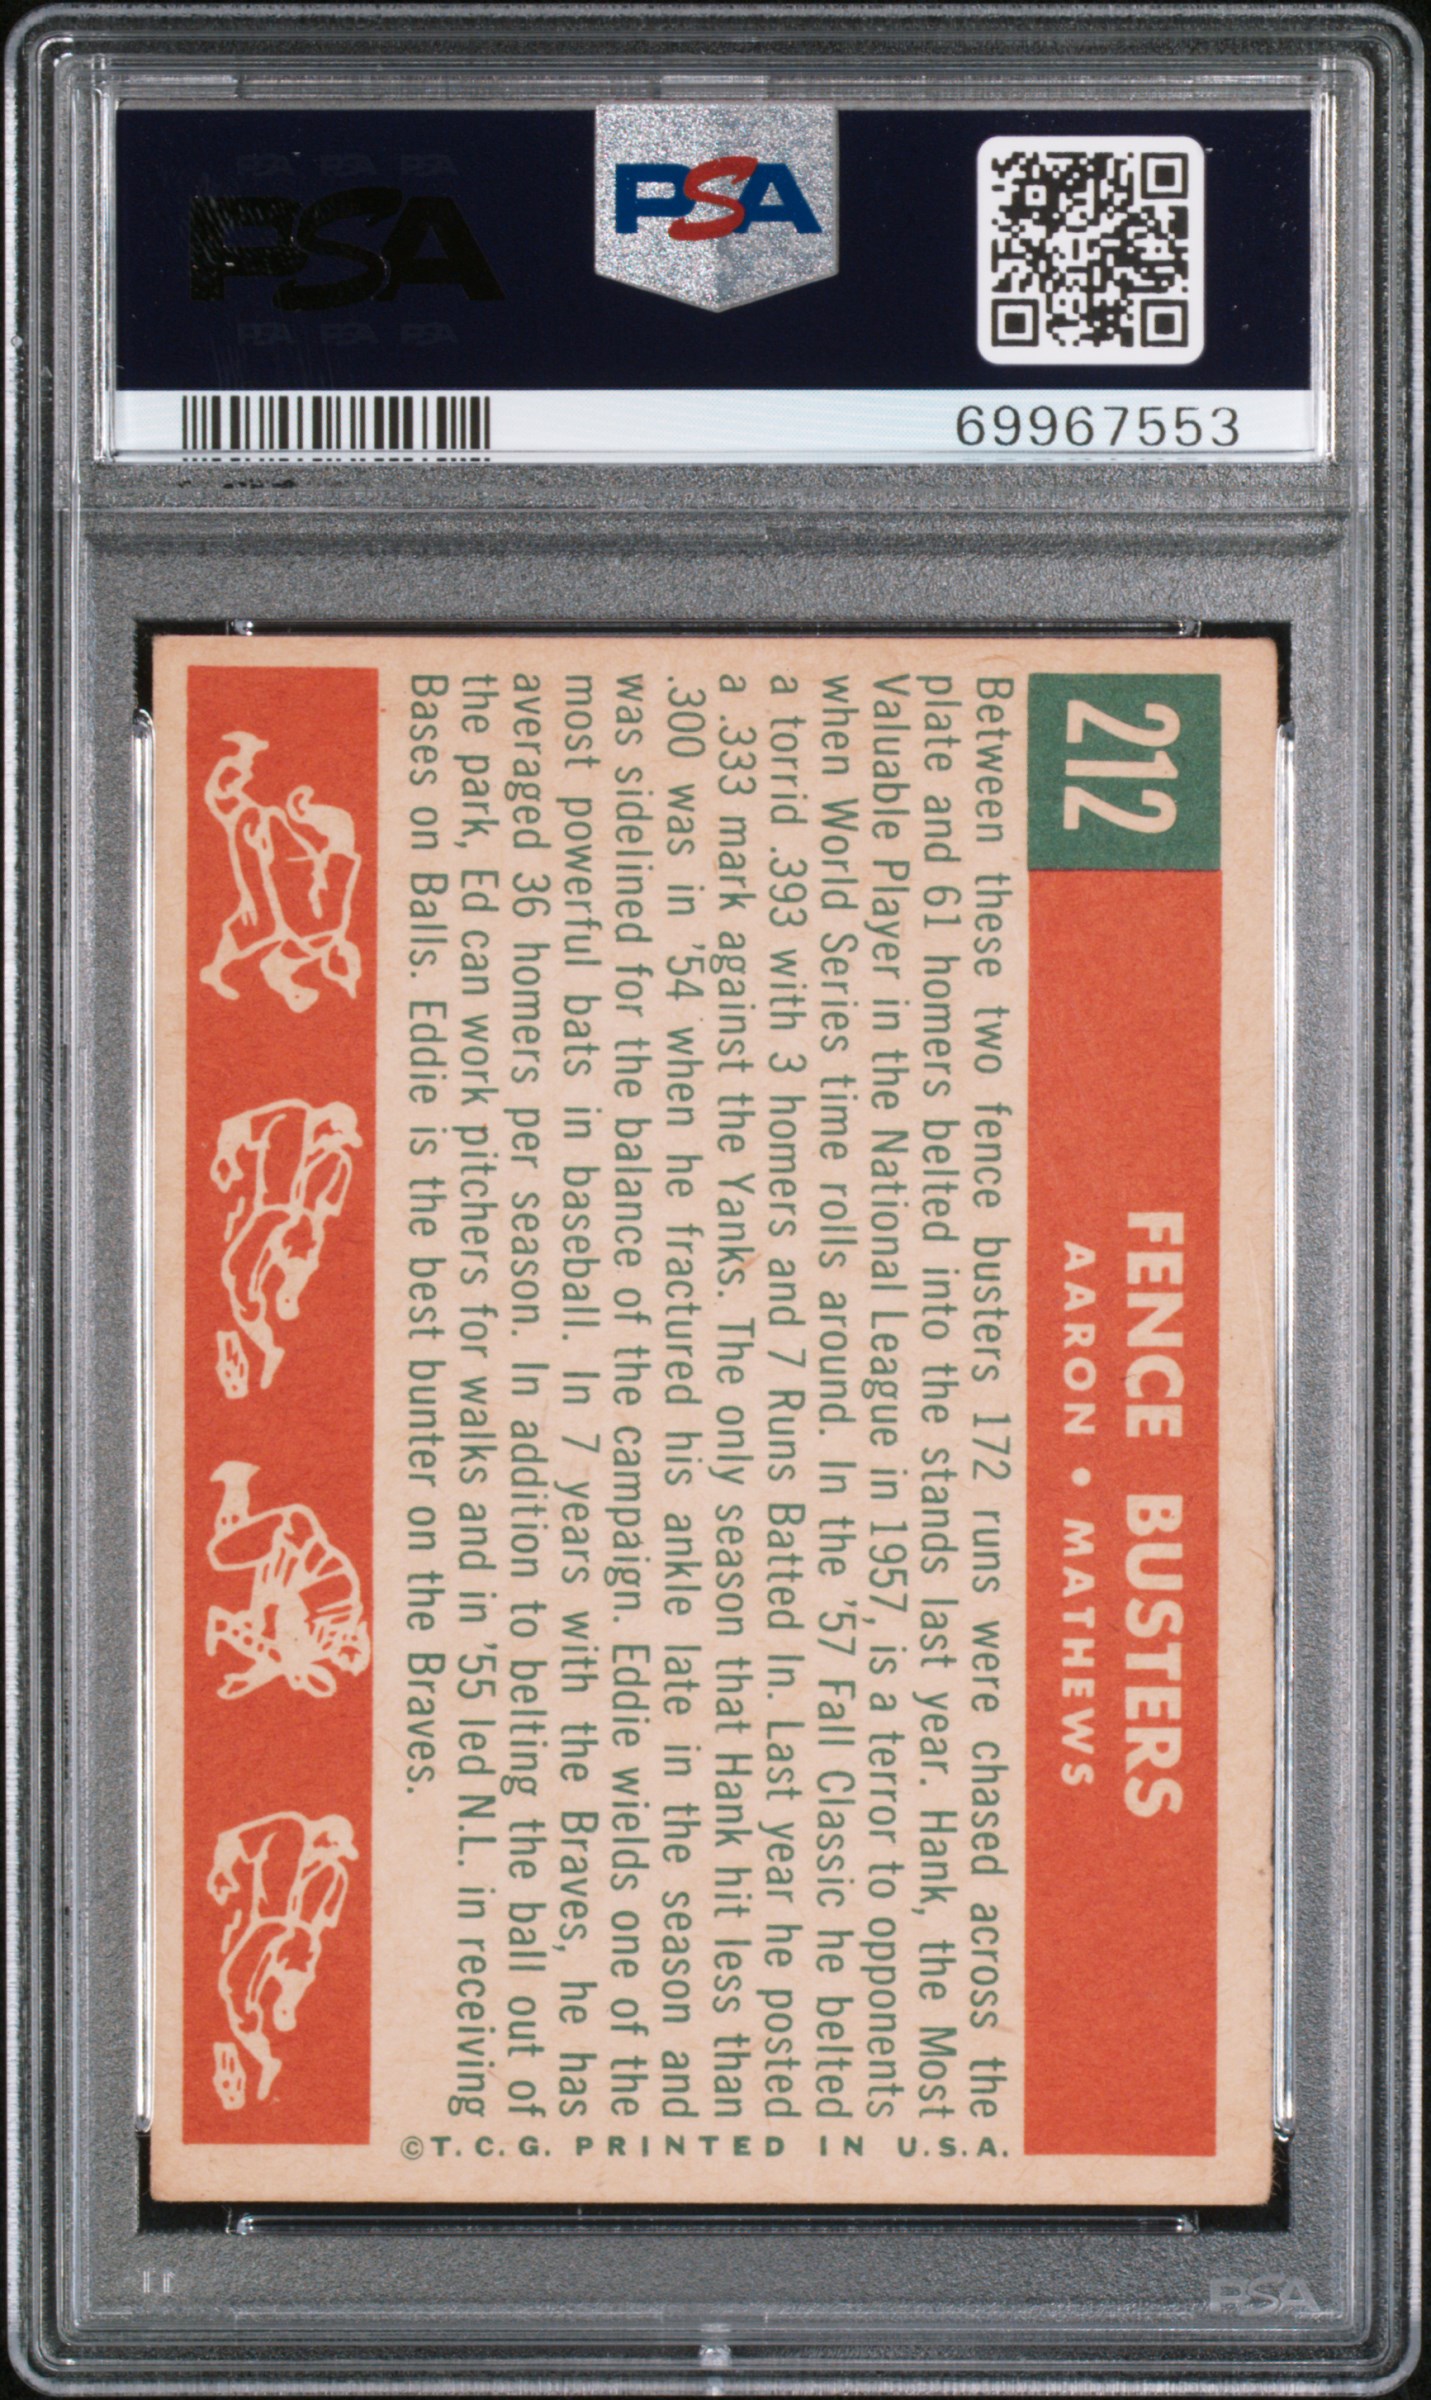 PSA
PSA PSA PSA
PSA
PSA PSA PSA
69967553
212
FENCE BUSTERS
AARON • MATHEWS
Between these two fence busters 172 runs were chased across the
plate and 61 homers belted into the stands last year. Hank, the Most
Valuable Player in the National League in 1957, is a terror to opponents
when World Series time rolls around. In the '57 Fall Classic he belted
a torrid .393 with 3 homers and 7 Runs Batted In. Last year he posted
a .333 mark against the Yanks. The only season that Hank hit less than
.300 was in '54 when he fractured his ankle late in the season and
was sidelined for the balance of the campaign. Eddie wields one of the
most powerful bats in baseball. In 7 years with the Braves, he has
averaged 36 homers per season. In addition to belting the ball out of
the park, Ed can work pitchers for walks and in '55 led N.L. in receiving
Bases on Balls. Eddie is the best bunter on the Braves.
©T. C. G. PRINTED IN U.S.A.
PSA